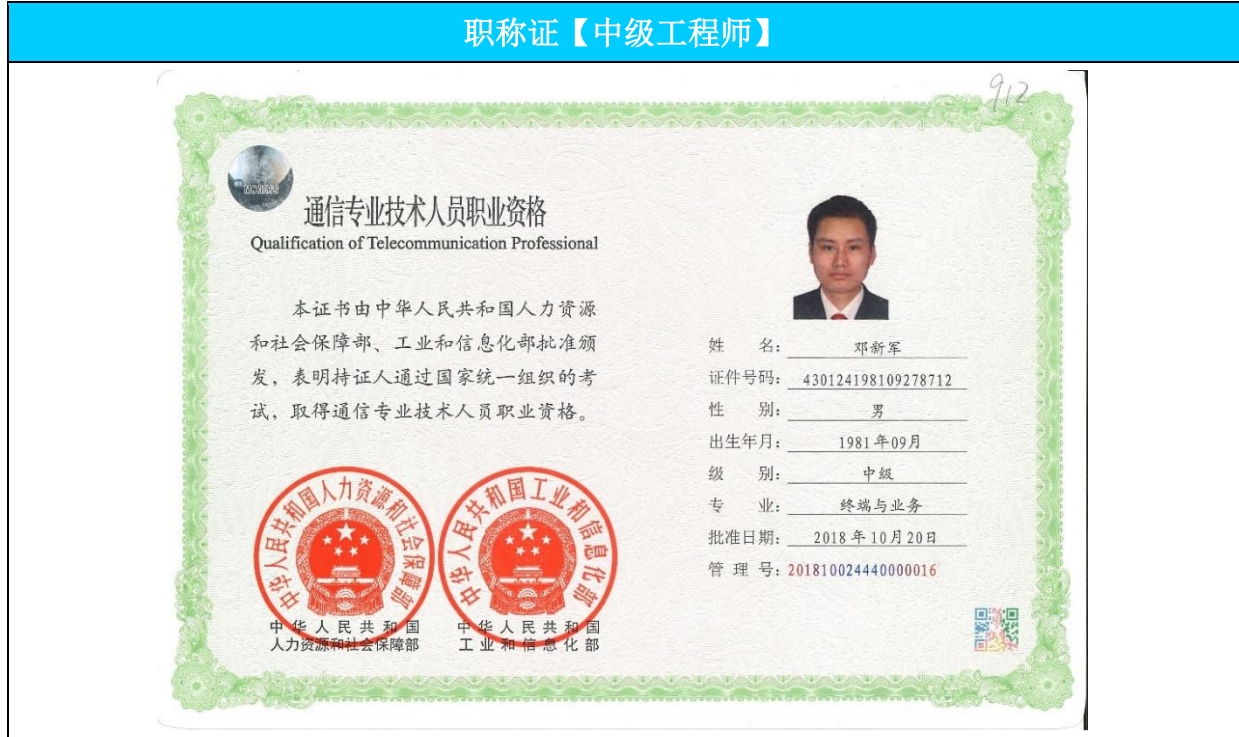 职称证【中级工程师】
912
MOHRSS
通信专业技术人员职业资格
Qualification of Telecommunication Professional
本证书由中华人民共和国人力资源
和社会保障部、工业和信息化部批准颁
发，表明持证人通过国家统一组织的考
试，取得通信专业技术人员职业资格。
中华人民共和国人力资源和社会保障部
中华人民共和国工业和信息化部
中华人民共和国
人力资源和社会保障部
中华人民共和国
工业和信息化部
姓 名：邓新军
证件号码：430124198109278712
性 别：男
出生年月：1981年09月
级 别：中级
专 业：终端与业务
批准日期：2018年10月20日
管 理 号：201810024440000016